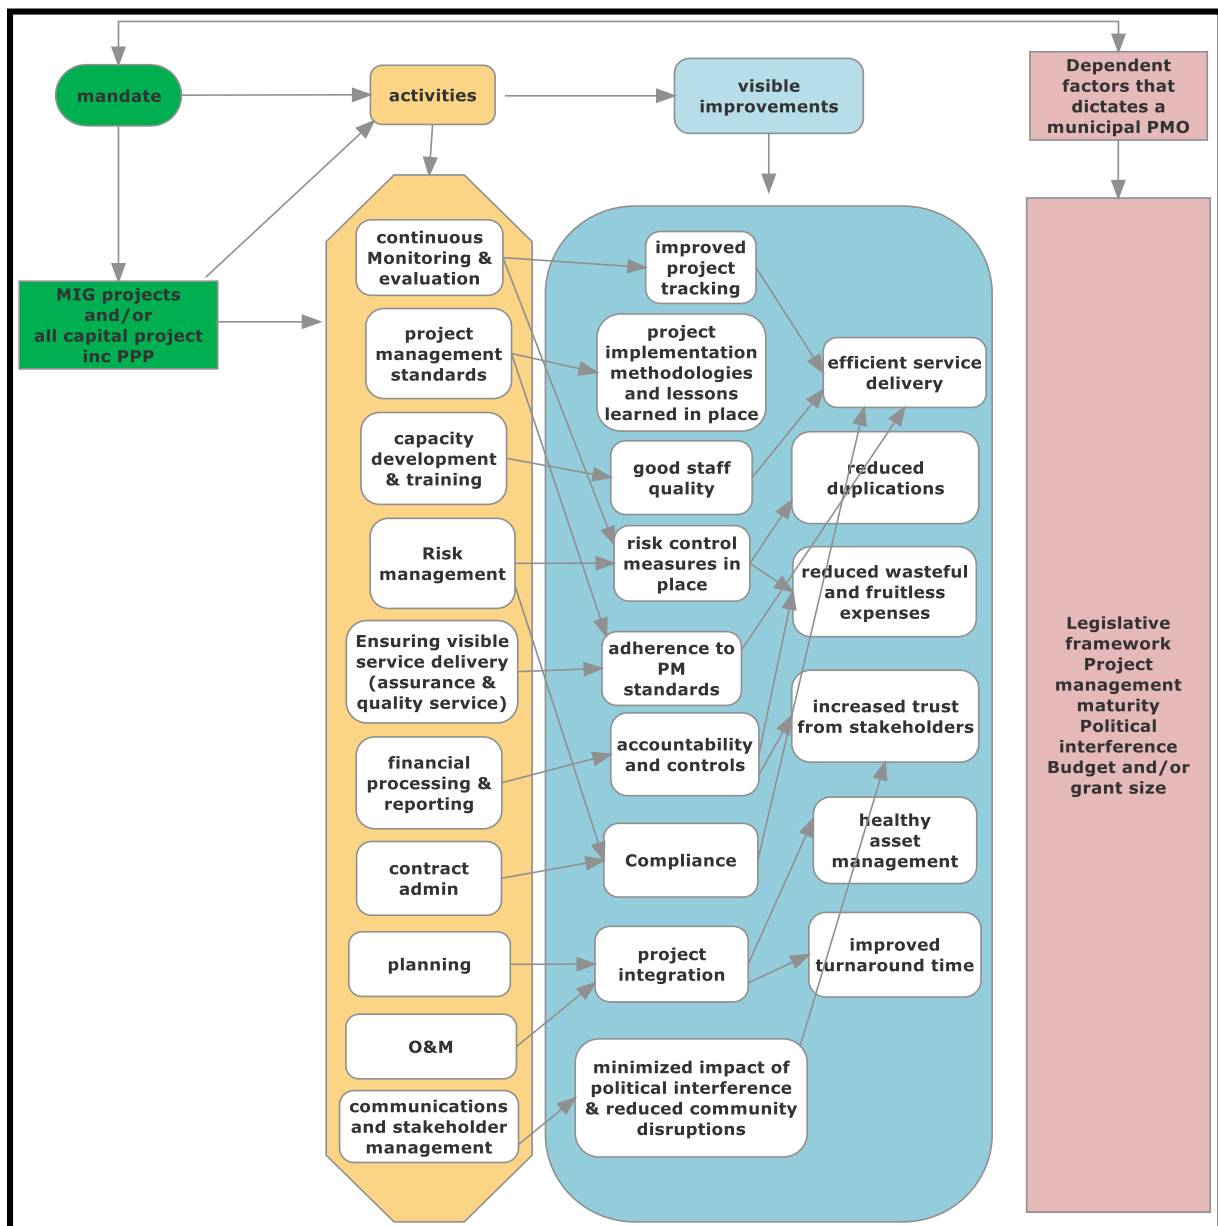 mandate
activities
visible
improvements
Dependent
factors that
dictates a
municipal PMO
MIG projects
and/or
all capital project
inc PPP
continuous
Monitoring &
evaluation
project
management
standards
capacity
development
& training
Risk
management
Ensuring visible
service delivery
(assurance &
quality service)
financial
processing &
reporting
contract
admin
planning
O&M
communications
and stakeholder
management
improved
project
tracking
project
implementation
methodologies
and lessons
learned in place
good staff
quality
risk control
measures in
place
adherence to
PM
standards
accountability
and controls
Compliance
project
integration
minimized impact of
political interference
& reduced community
disruptions
efficient service
delivery
reduced
duplications
reduced wasteful
and fruitless
expenses
increased trust
from stakeholders
healthy
asset
management
improved
turnaround time
Legislative
framework
Project
management
maturity
Political
interference
Budget and/or
grant size